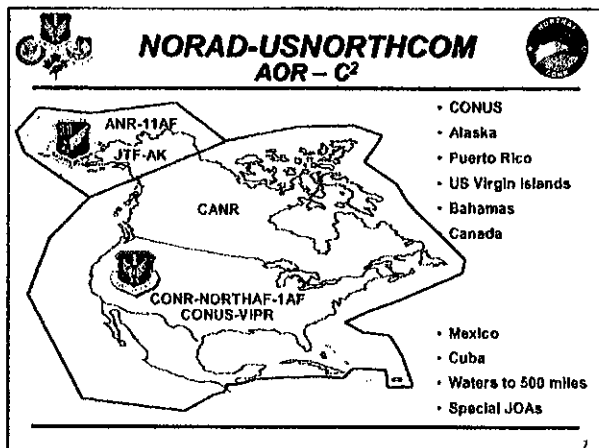 NORAD-USNORTHCOM
AOR – C²
ANR-11AF
JTF-AK
CANR
CONR-NORTHAF-1AF
CONUS-VIPR
• CONUS
• Alaska
• Puerto Rico
• US Virgin Islands
• Bahamas
Canada
• Mexico
• Cuba
• Waters to 500 miles
• Special JOAs
1